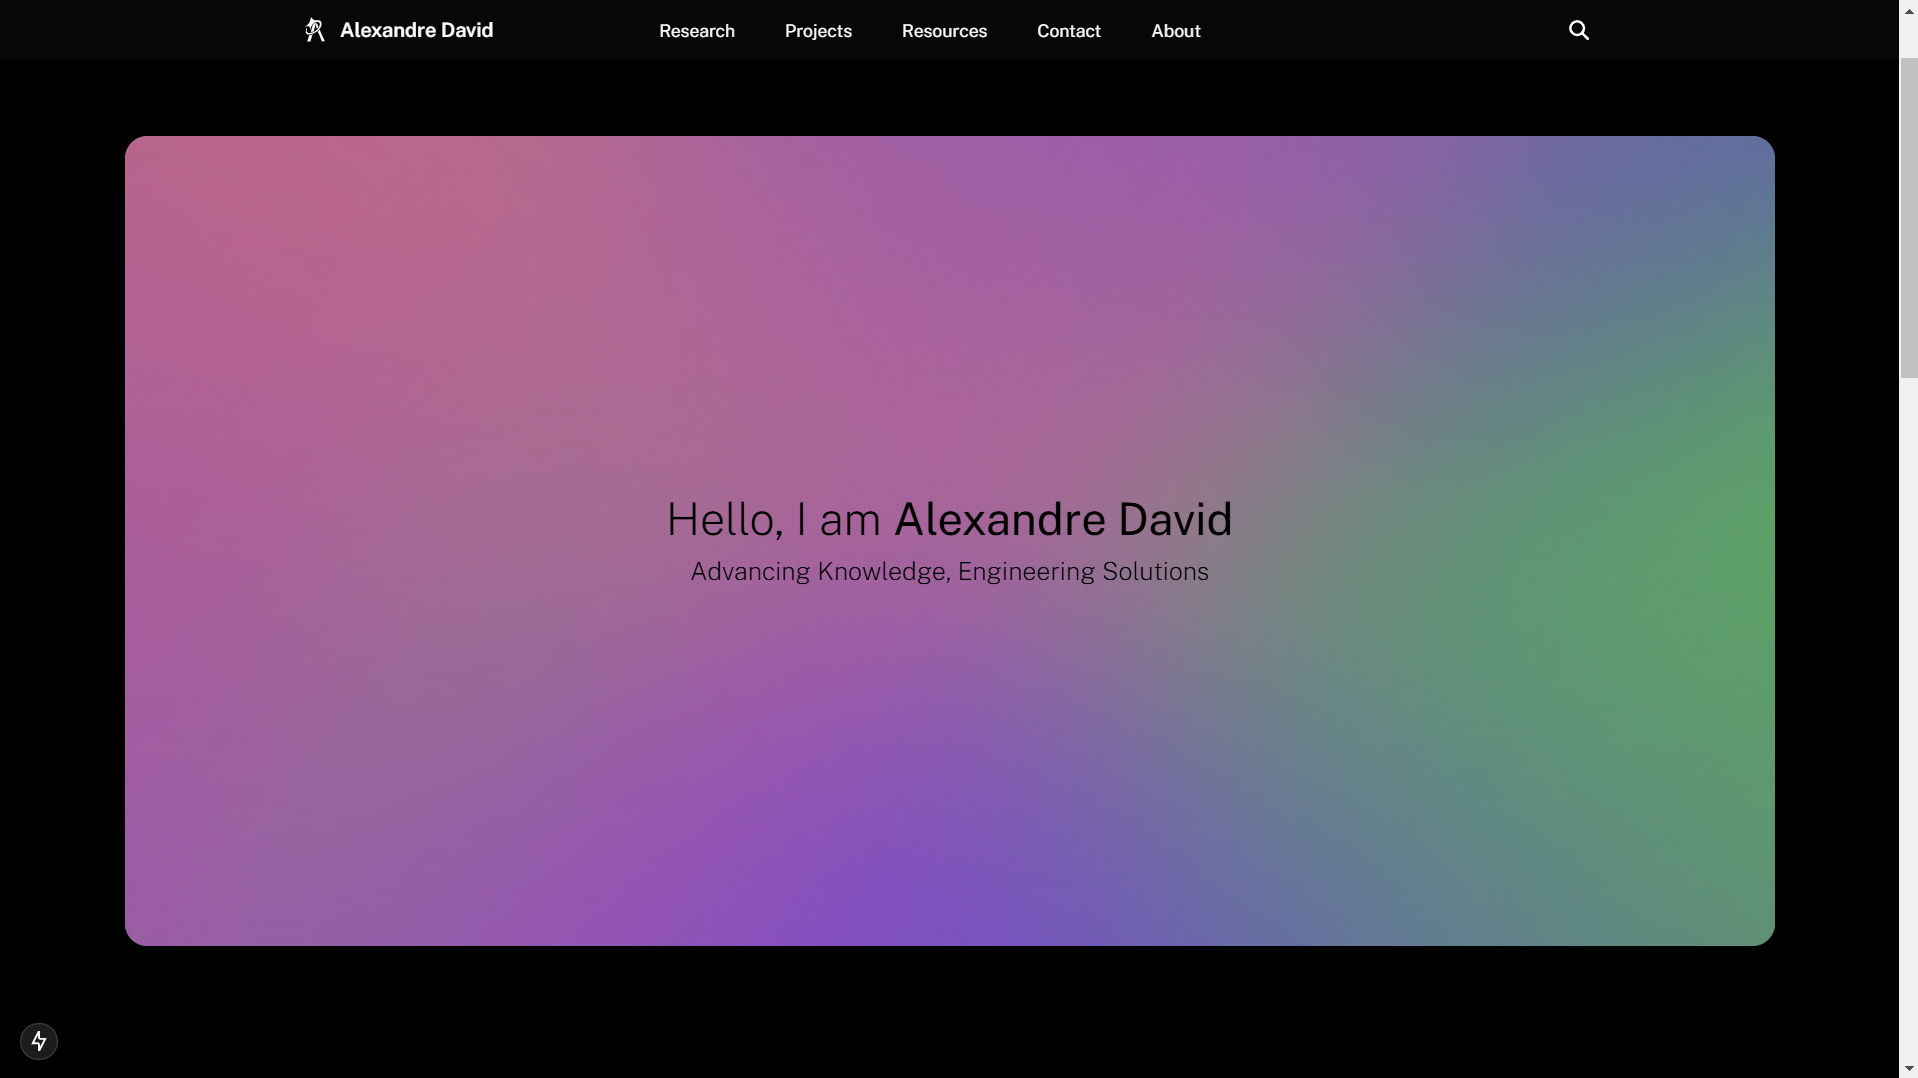 Alexandre David
Research
Projects
Resources
Contact
About
Hello, I am Alexandre David
Advancing Knowledge, Engineering Solutions